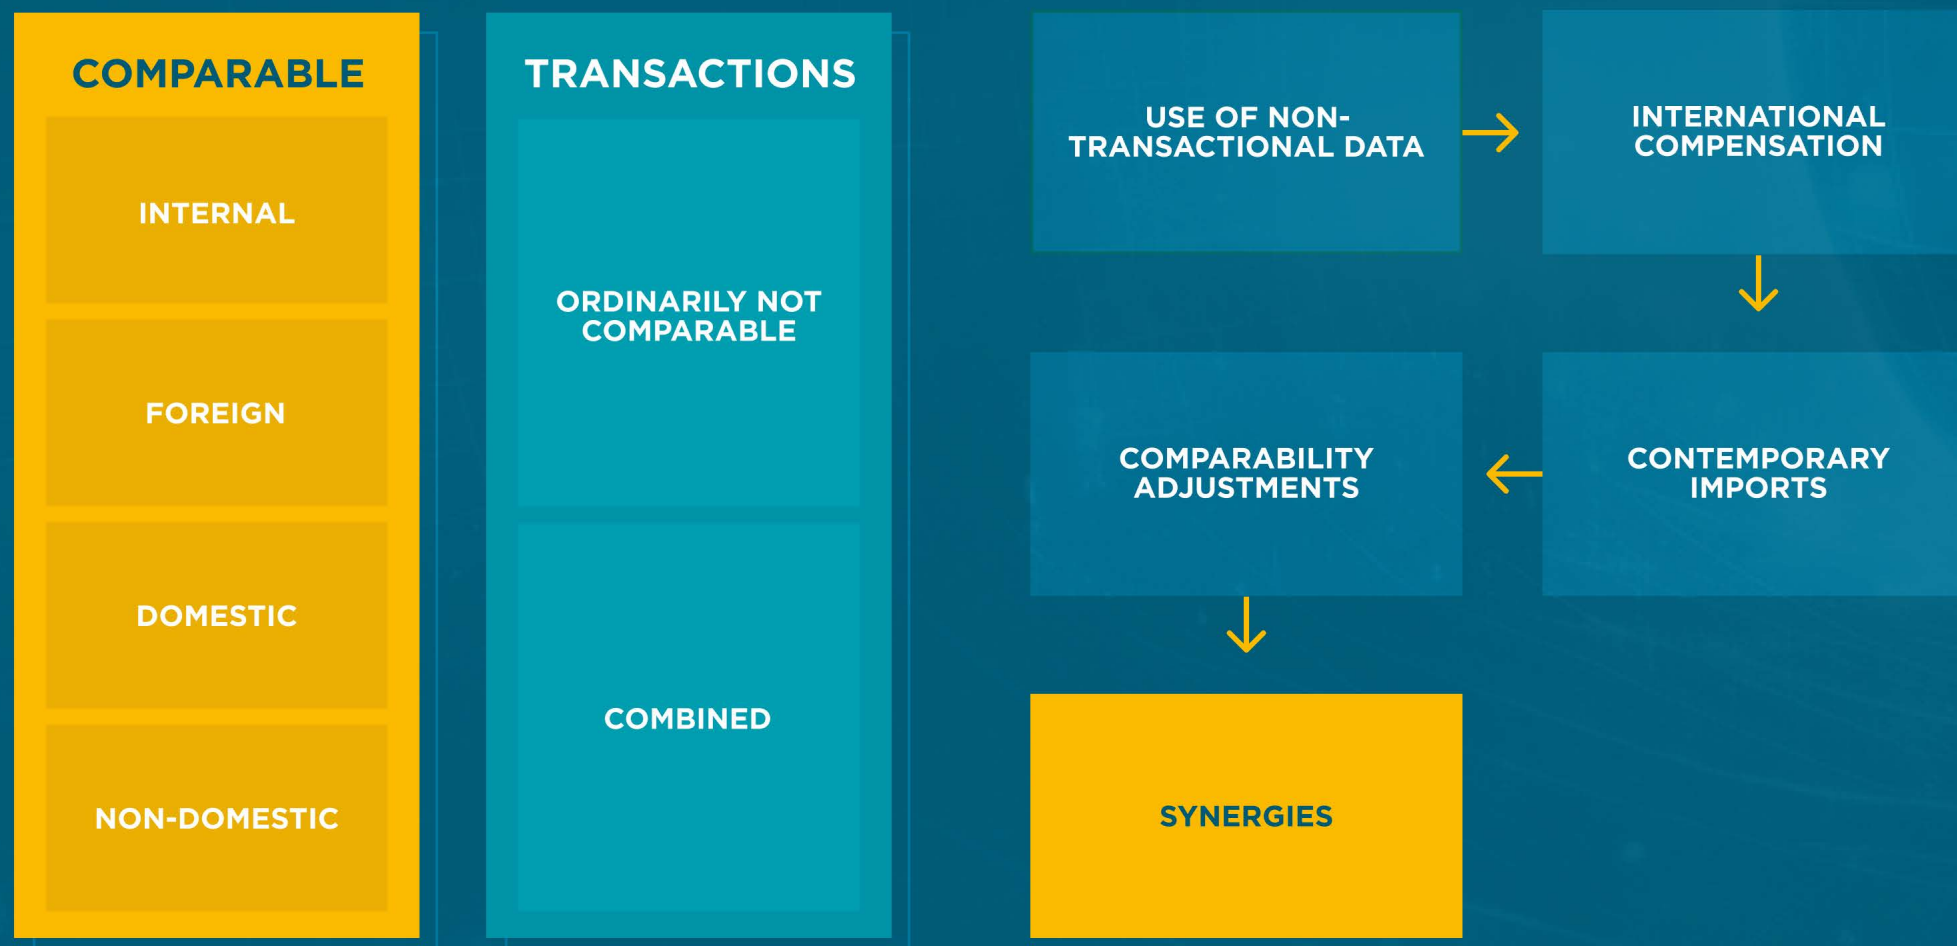 COMPARABLE
INTERNAL
FOREIGN
DOMESTIC
NON-DOMESTIC
TRANSACTIONS
ORDINARILY NOT
COMPARABLE
COMBINED
USE OF NON-
TRANSACTIONAL DATA
INTERNATIONAL
COMPENSATION
CONTEMPORARY
IMPORTS
COMPARABILITY
ADJUSTMENTS
SYNERGIES